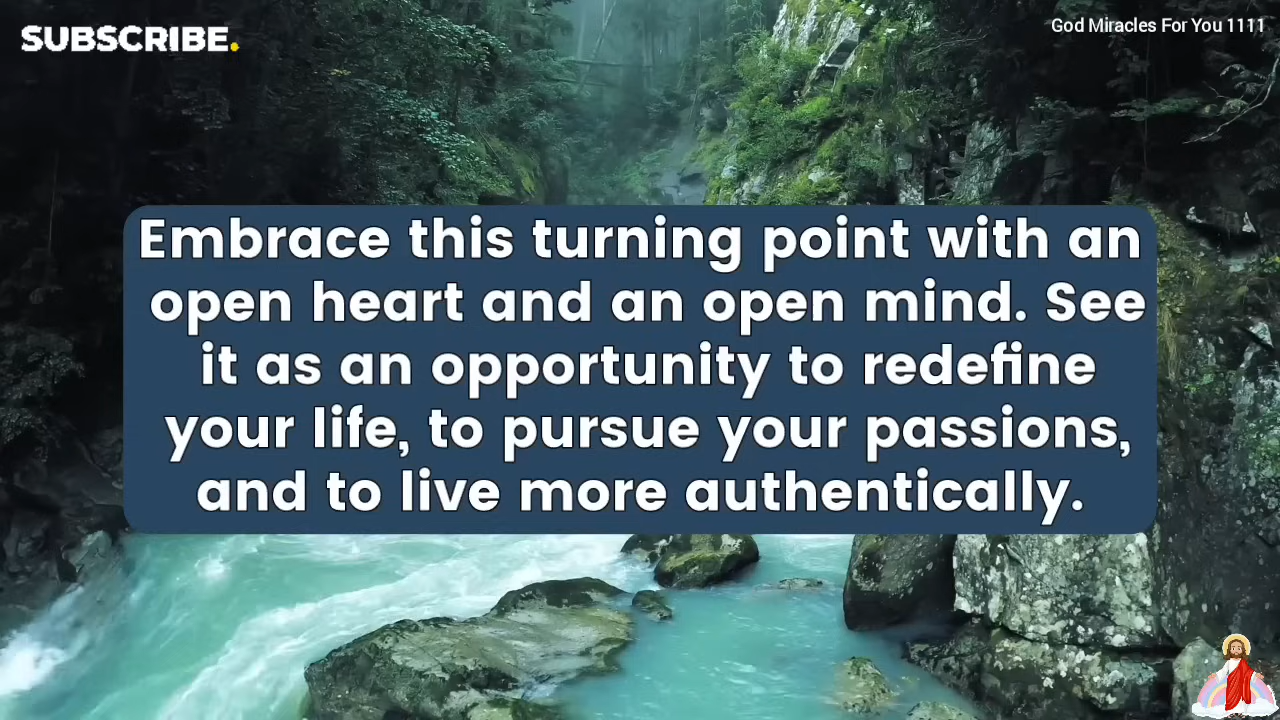 SUBSCRIBE.
God Miracles For You 1111
Embrace this turning point with an
open heart and an open mind. See
it as an opportunity to redefine
your life, to pursue your passions,
and to live more authentically.